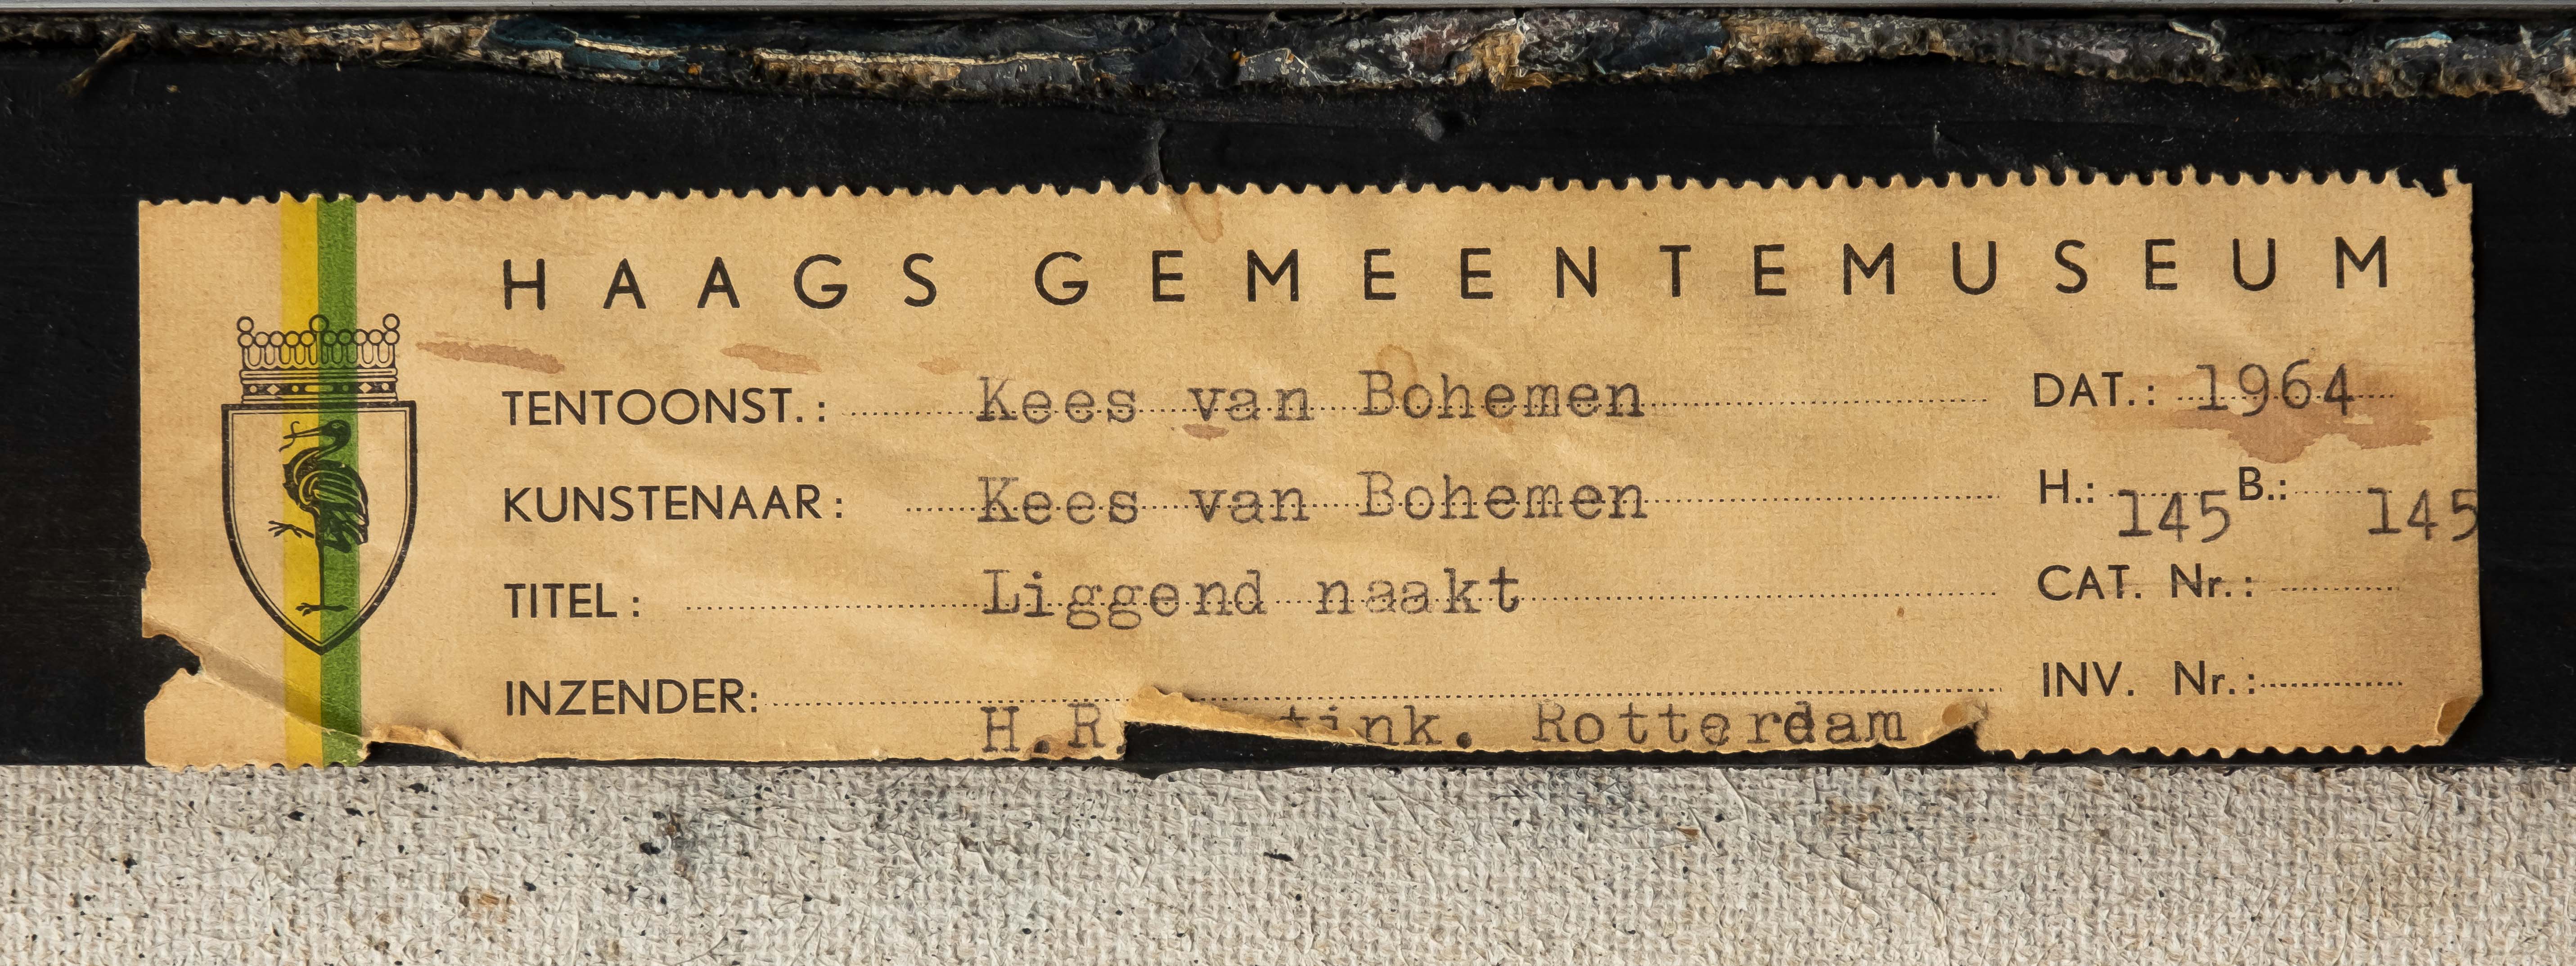 HAAGS GEMEENTEMUSEUM
TENTOONST.: Kees van Bohemen DAT.: 1964
KUNSTENAAR: Kees van Bohemen H.: 145 B.: 145
TITEL: Liggend naakt CAT. Nr.:
INZENDER: INV. Nr.:
H.R. Rotterdam